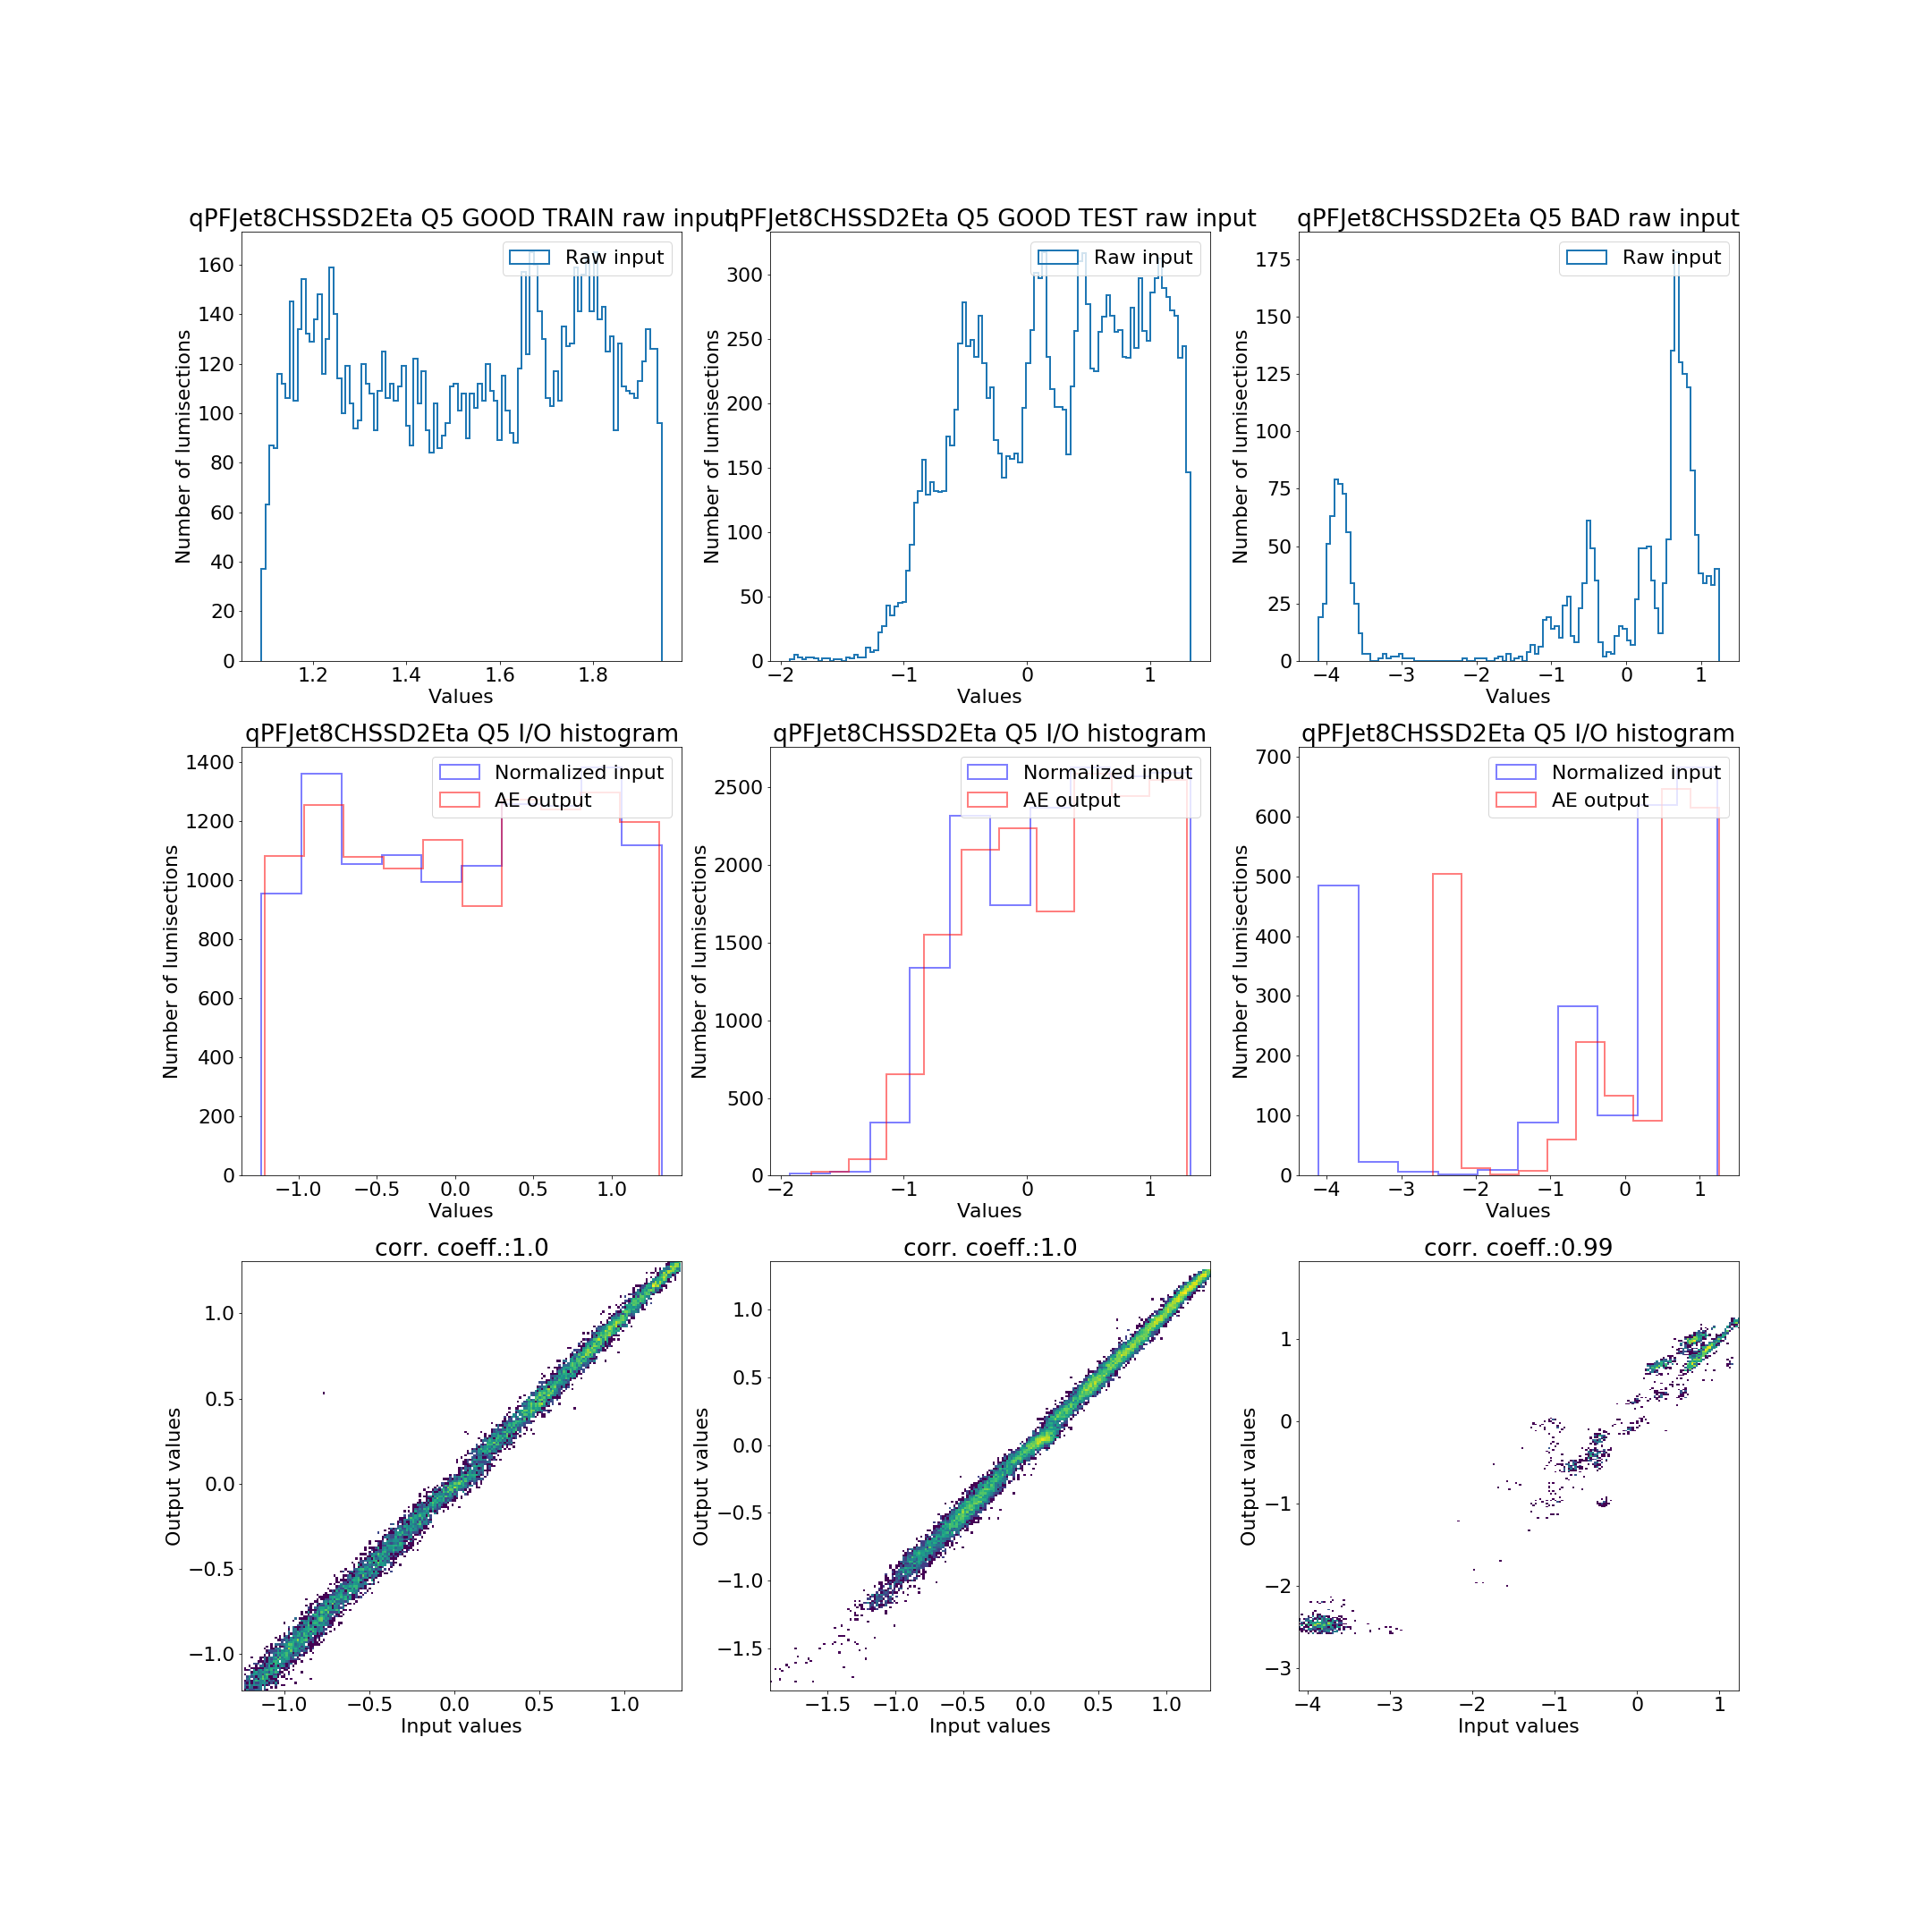 qPFJet8CHSSD2Eta Q5 GOOD TRAIN raw input
qPFJet8CHSSD2Eta Q5 GOOD TEST raw input
qPFJet8CHSSD2Eta Q5 BAD raw input
Raw input
Raw input
Raw input
Number of lumisections
0 20 40 60 80 100 120 140 160
1.2 1.4 1.6 1.8
Values
Number of lumisections
0 50 100 150 200 250 300
−2 −1 0 1
Values
Number of lumisections
0 25 50 75 100 125 150 175
−4 −3 −2 −1 0 1
Values
qPFJet8CHSSD2Eta Q5 I/O histogram
qPFJet8CHSSD2Eta Q5 I/O histogram
qPFJet8CHSSD2Eta Q5 I/O histogram
Normalized input
AE output
Normalized input
AE output
Normalized input
AE output
Number of lumisections
0 200 400 600 800 1000 1200 1400
−1.0 −0.5 0.0 0.5 1.0
Values
Number of lumisections
0 500 1000 1500 2000 2500
−2 −1 0 1
Values
Number of lumisections
0 100 200 300 400 500 600 700
−4 −3 −2 −1 0 1
Values
corr. coeff.:1.0
corr. coeff.:1.0
corr. coeff.:0.99
Output values
−1.0 −0.5 0.0 0.5 1.0
−1.0 −0.5 0.0 0.5 1.0
Input values
Output values
−1.5 −1.0 −0.5 0.0 0.5 1.0
−1.5 −1.0 −0.5 0.0 0.5 1.0
Input values
Output values
−3 −2 −1 0 1
−4 −3 −2 −1 0 1
Input values